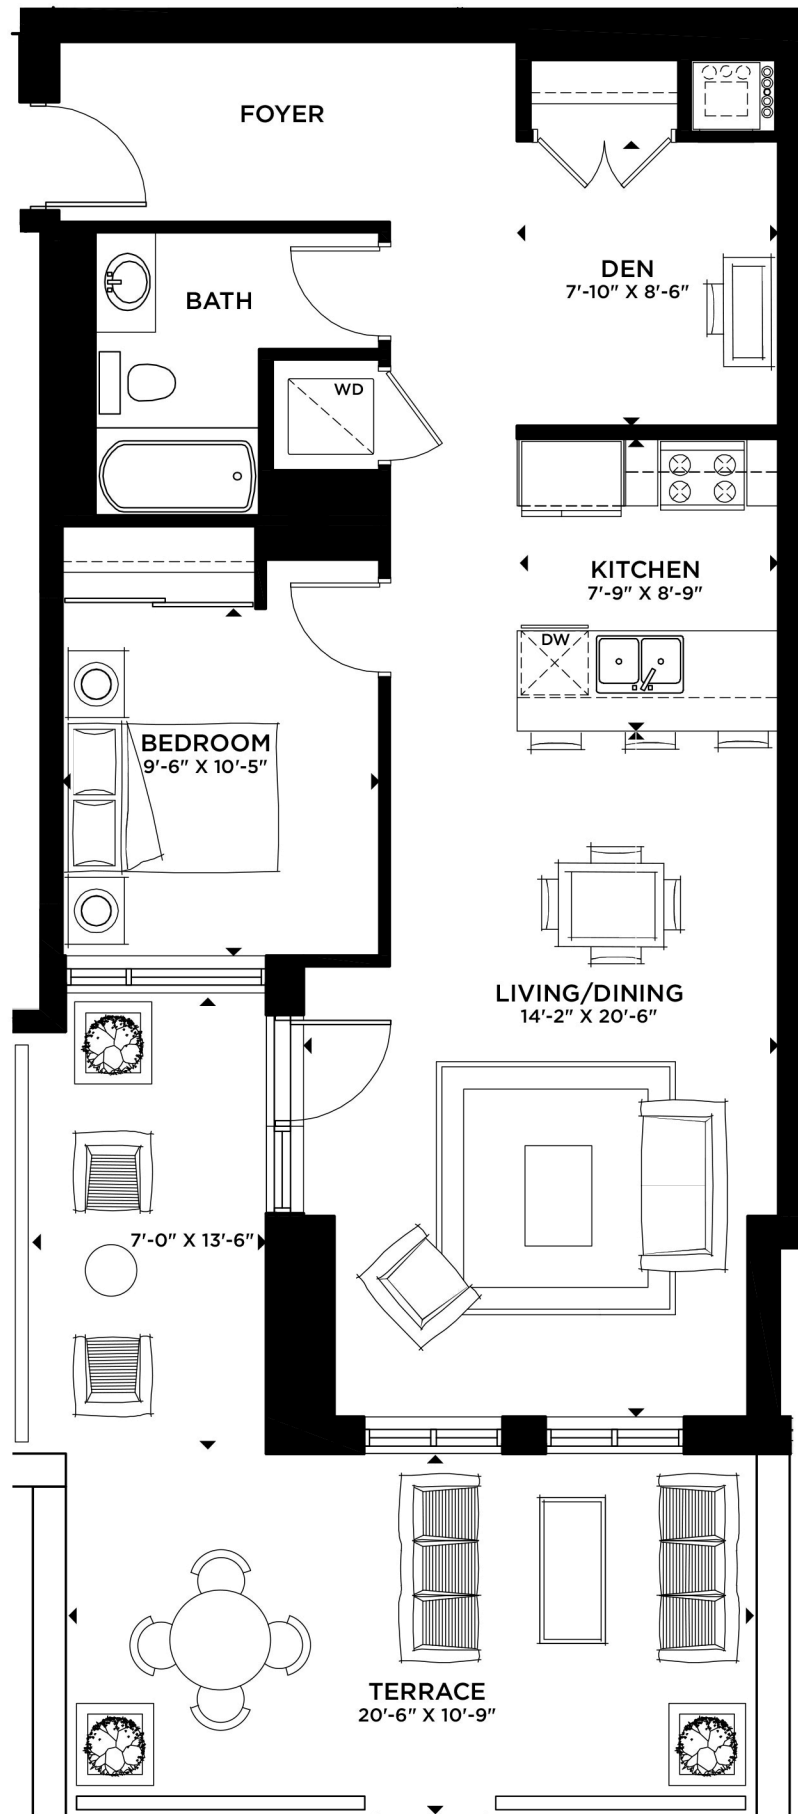 FOYER
DEN
7'-10" X 8'-6"
BATH
WD
KITCHEN
7'-9" X 8'-9"
DW
BEDROOM
9'-6" X 10'-5"
LIVING/DINING
14'-2" X 20'-6"
7'-0" X 13'-6"
TERRACE
20'-6" X 10'-9"